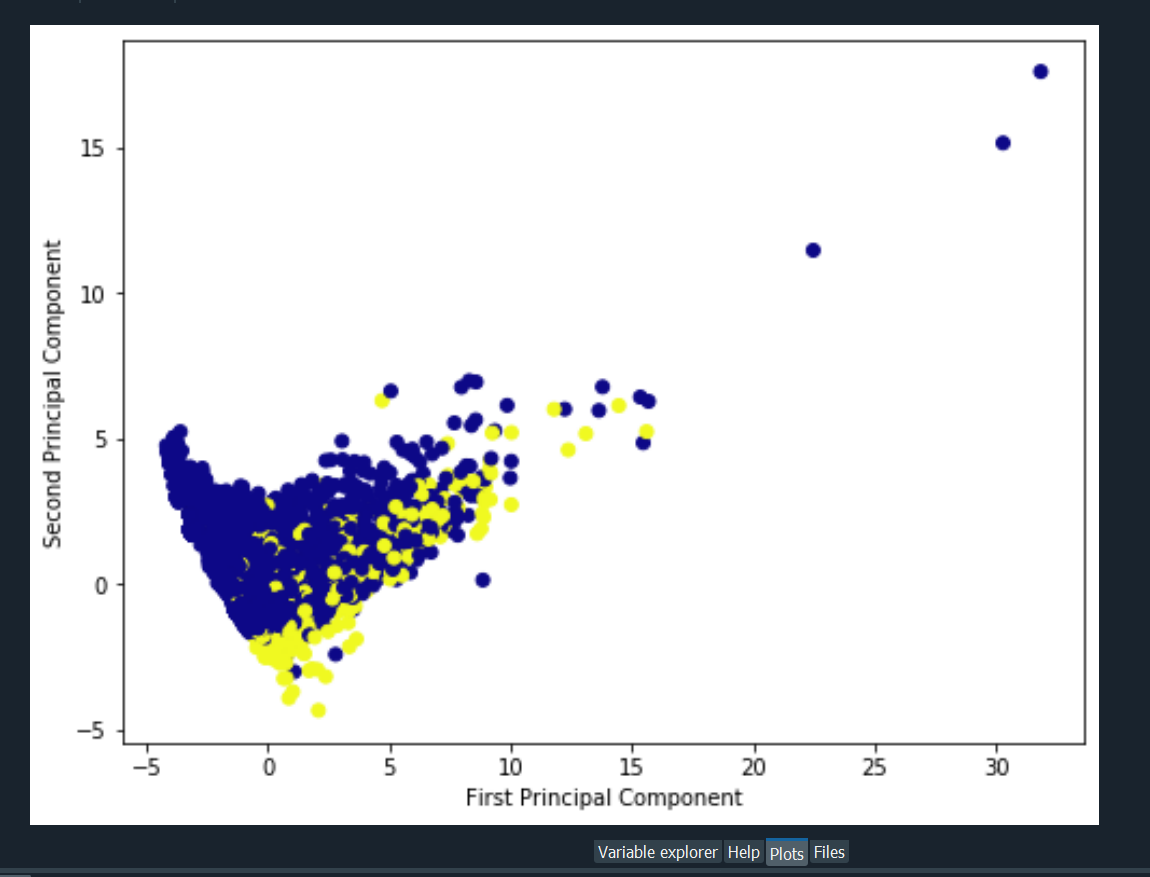 15
10
5
0
−5
Second Principal Component
−5 0 5 10 15 20 25 30
First Principal Component
Variable explorer Help Plots Files